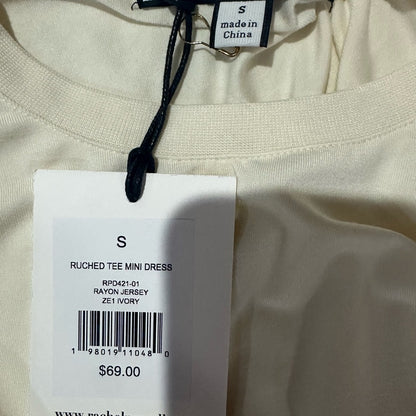 S
made in
China
S
RUCHED TEE MINI DRESS
RPD421-01
RAYON JERSEY
ZE1 IVORY
1 98019 11048 0
$69.00